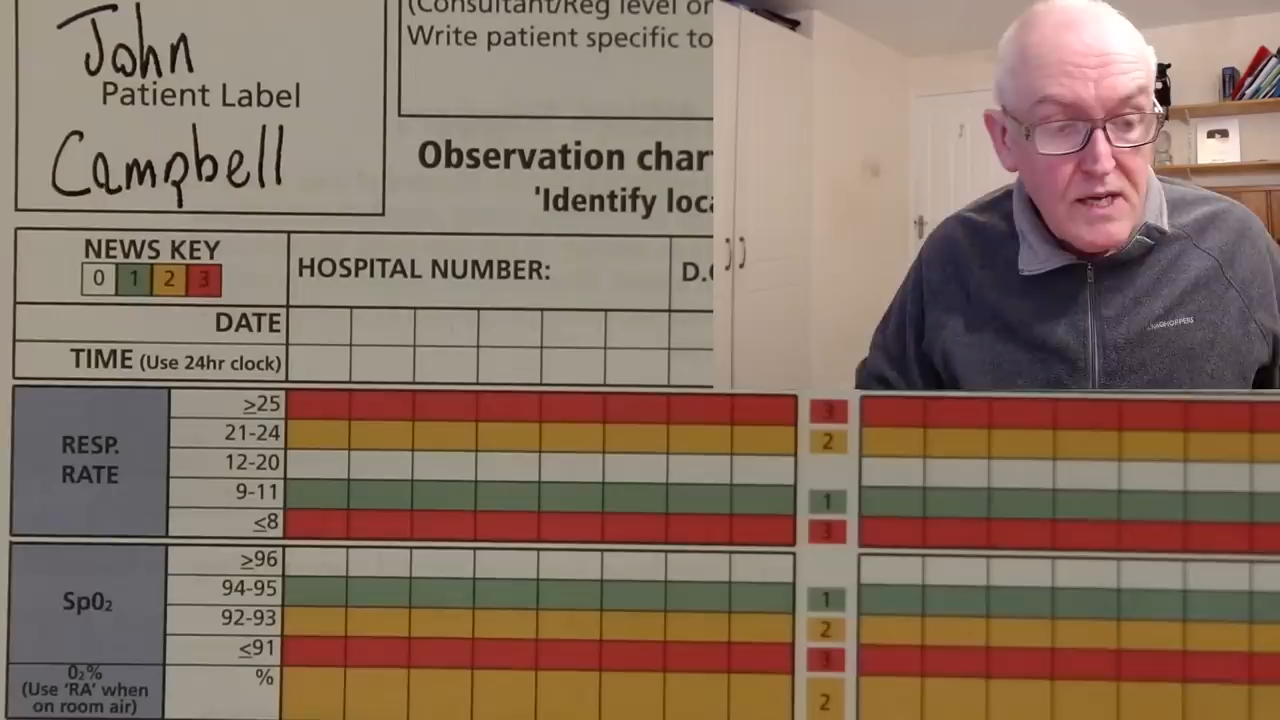 John
Patient Label
Campbell
(Consultant/Reg level or
Write patient specific to
Observation char
'Identify loca
NEWS KEY
0 1 2 3
HOSPITAL NUMBER:
D.
DATE
TIME (Use 24hr clock)
RESP.
RATE
≥25 3
21-24 2
12-20
9-11 1
≤8 3
SpO₂
≥96
94-95 1
92-93 2
≤91 3
O₂%
(Use 'RA' when
on room air)
% 2